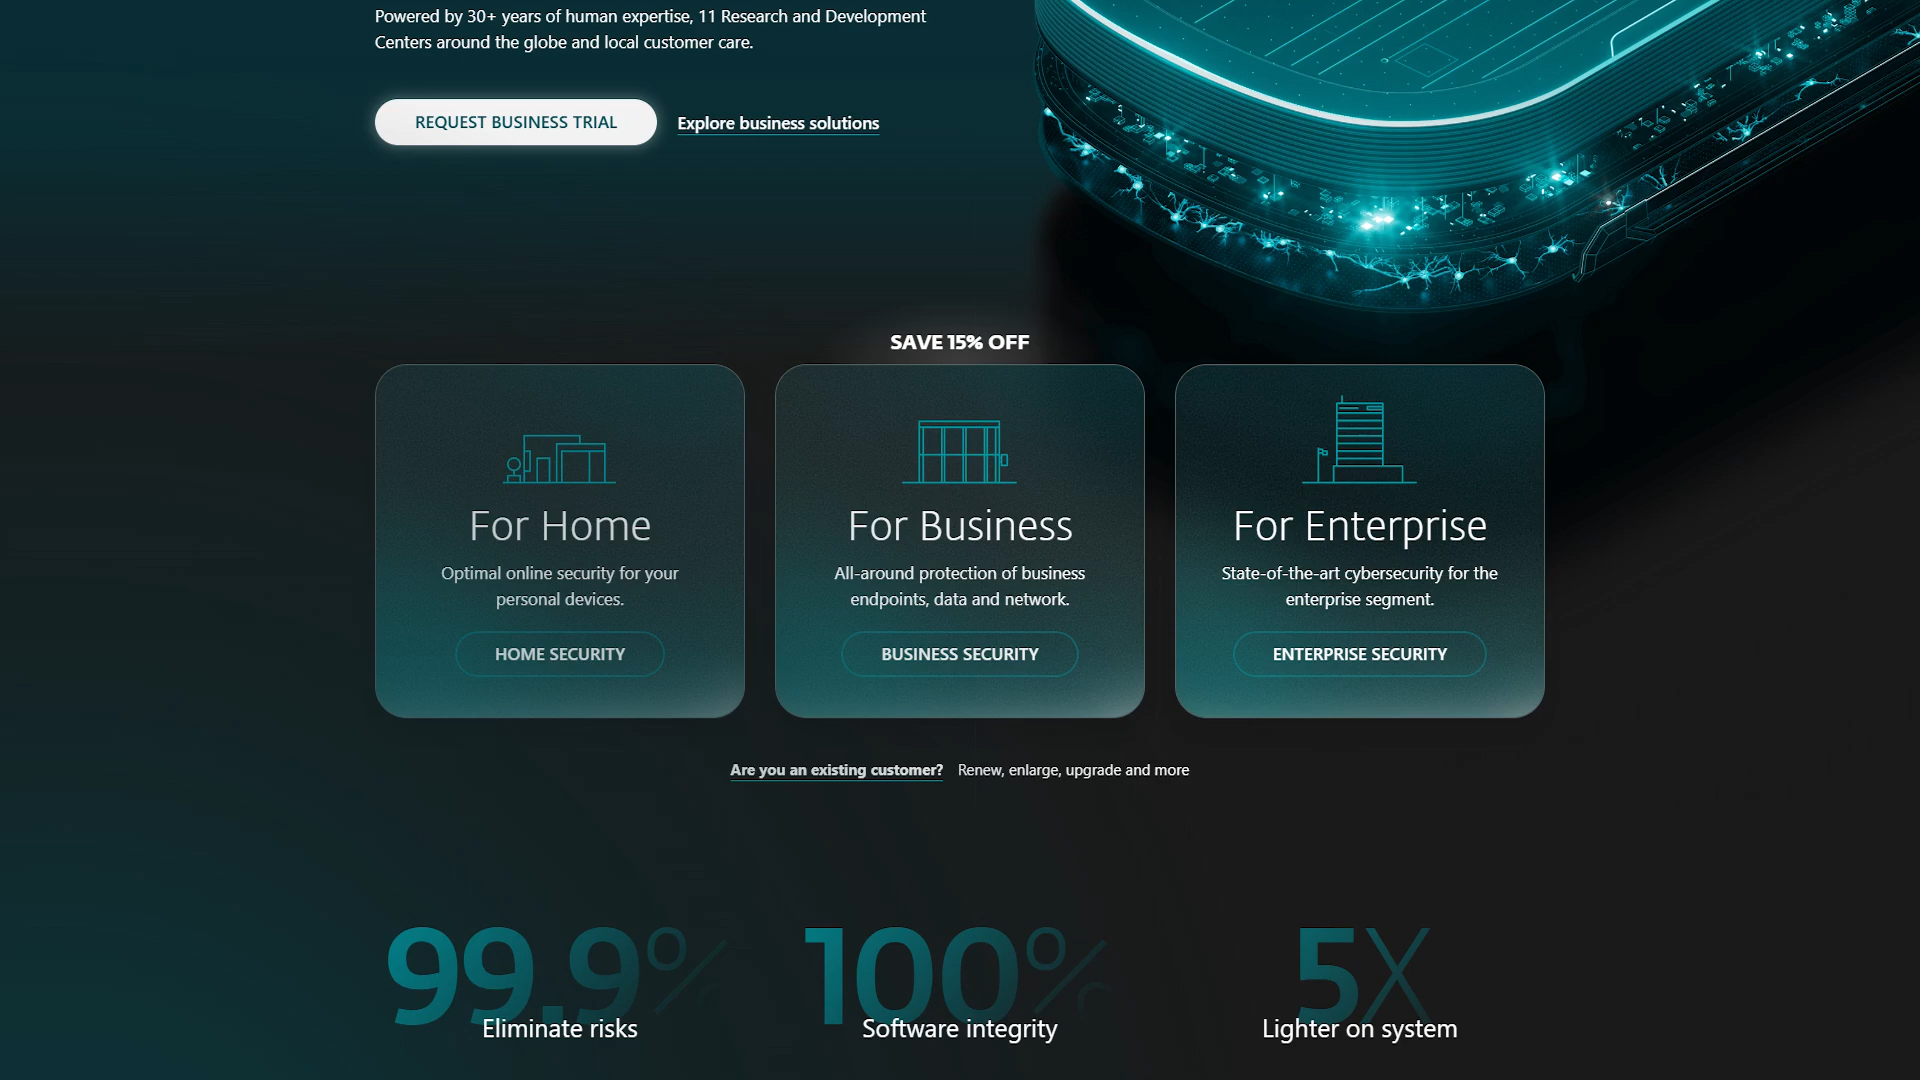 Powered by 30+ years of human expertise, 11 Research and Development
Centers around the globe and local customer care.
REQUEST BUSINESS TRIAL
Explore business solutions
SAVE 15% OFF
For Home
Optimal online security for your
personal devices.
HOME SECURITY
For Business
All-around protection of business
endpoints, data and network.
BUSINESS SECURITY
For Enterprise
State-of-the-art cybersecurity for the
enterprise segment.
ENTERPRISE SECURITY
Are you an existing customer? Renew, enlarge, upgrade and more
99.9%
Eliminate risks
100%
Software integrity
5X
Lighter on system